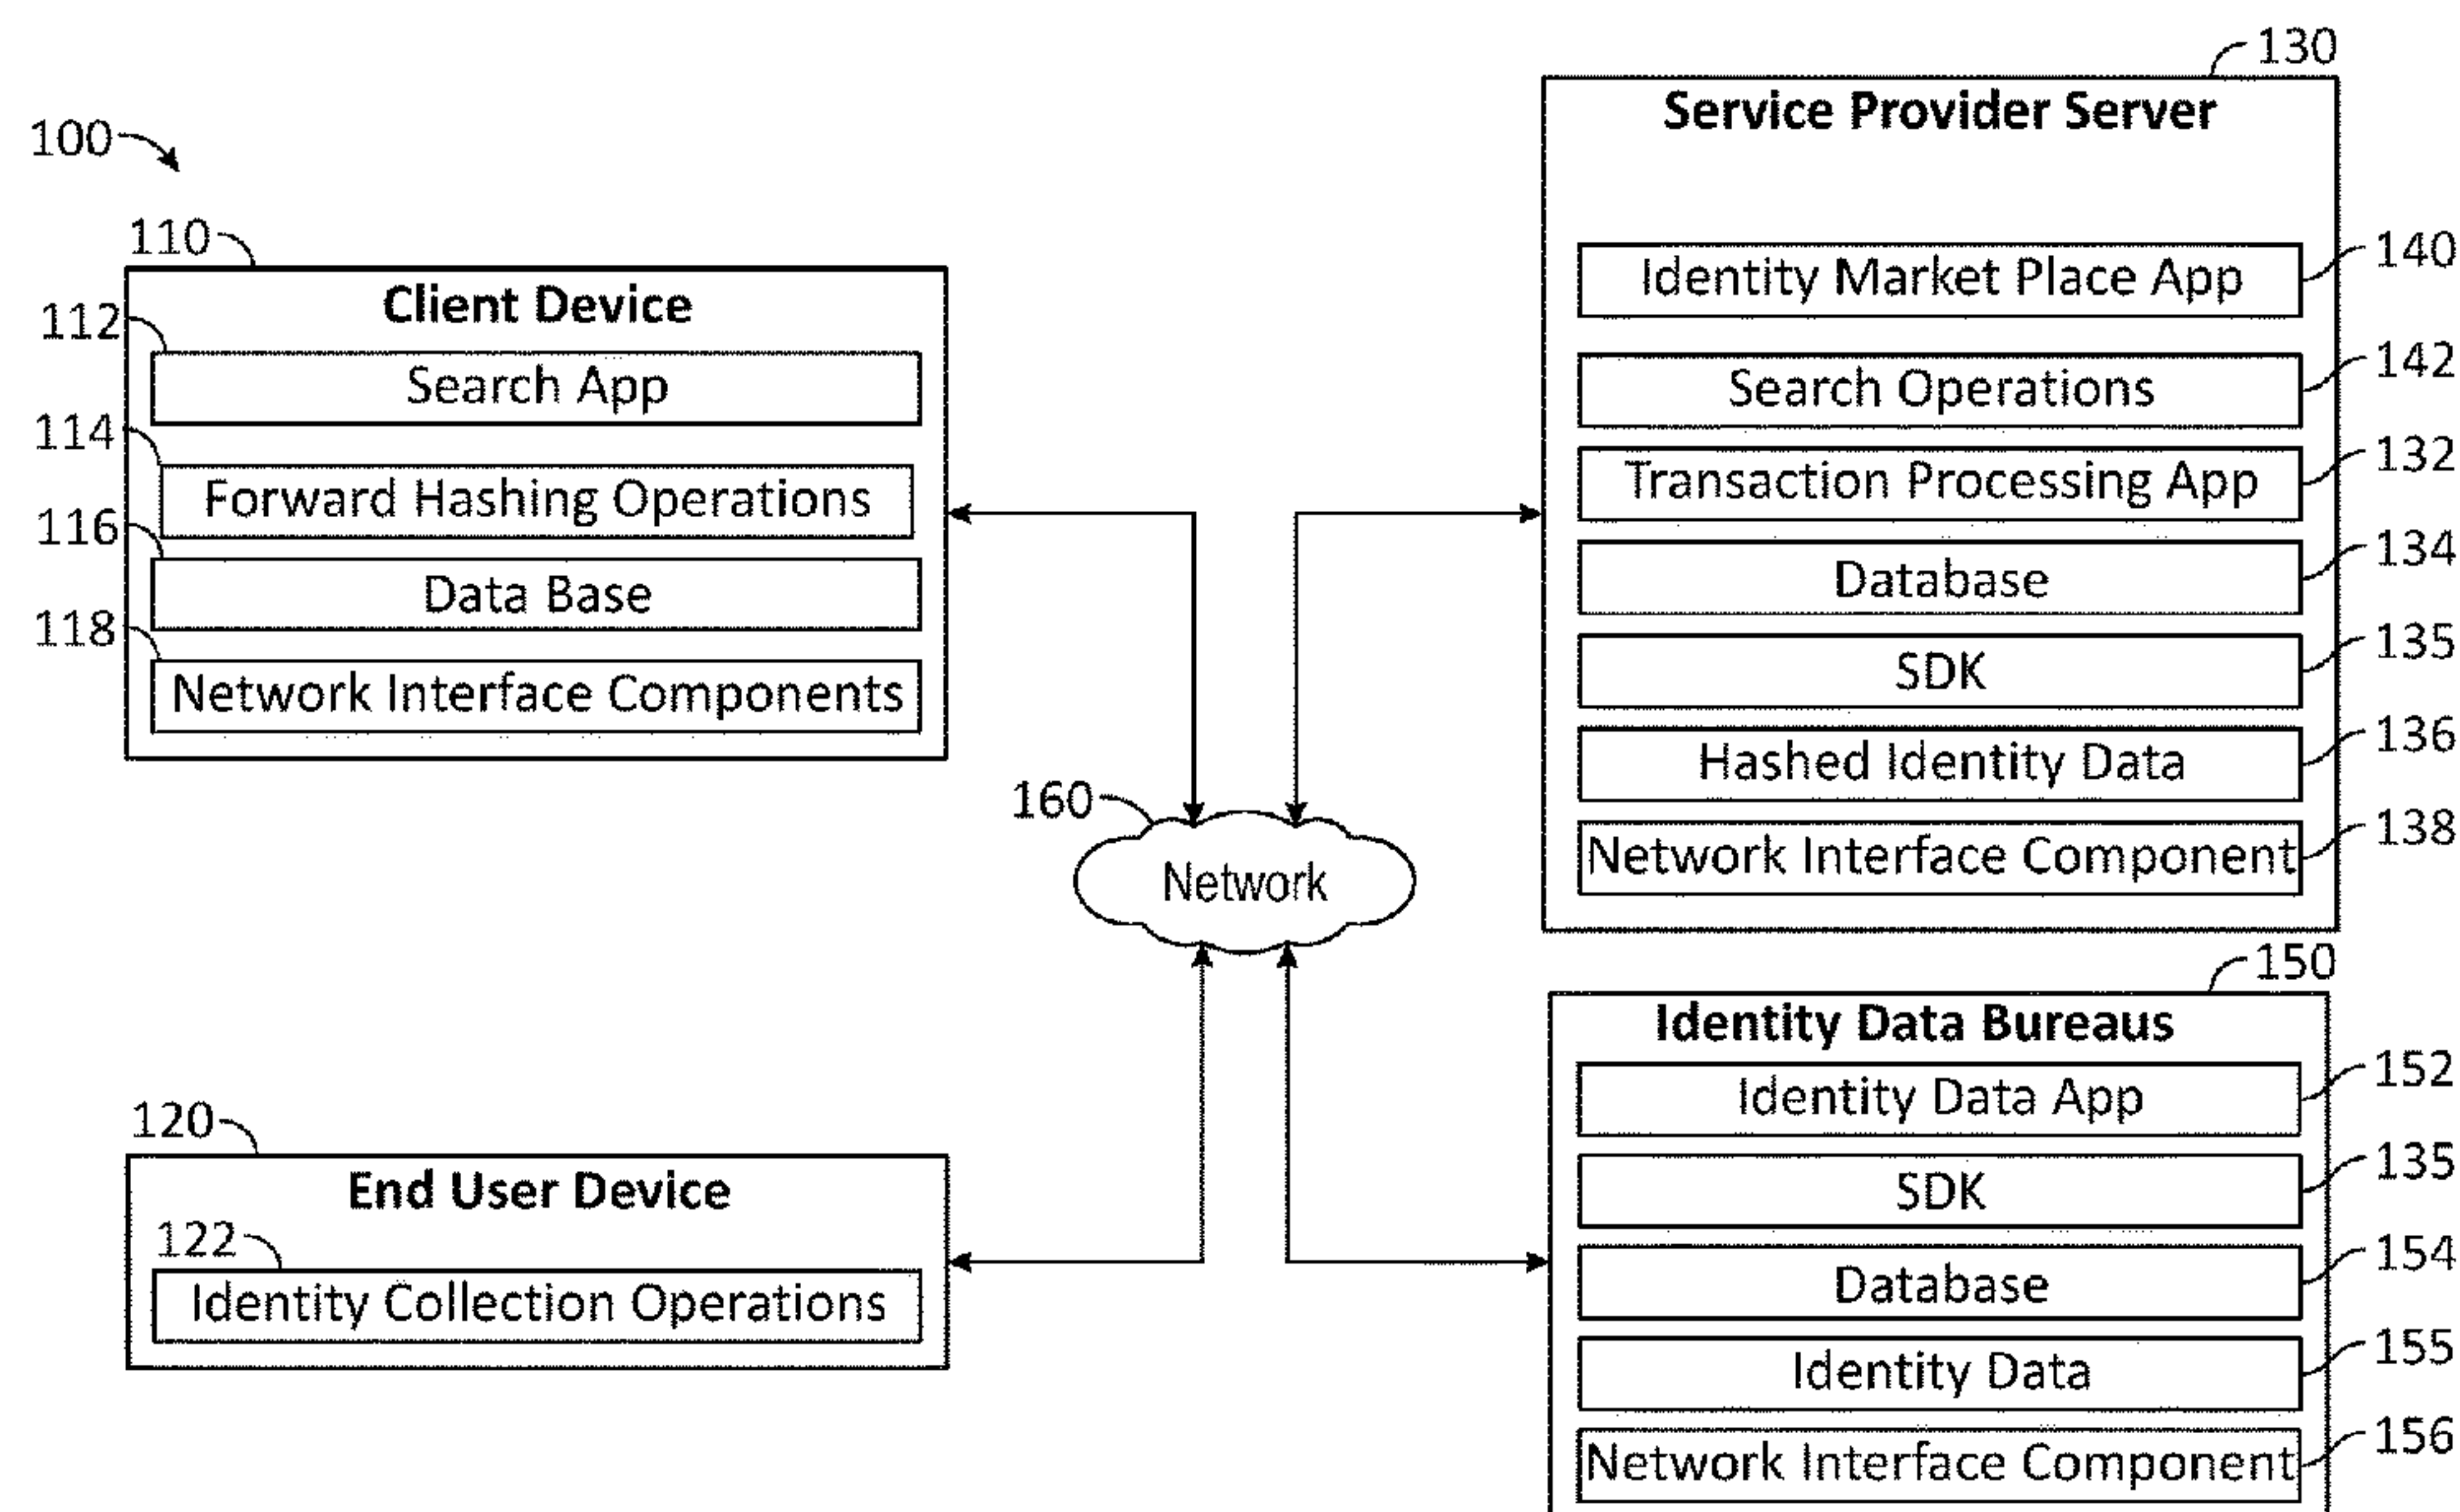 100
110
Client Device
112
Search App
114
Forward Hashing Operations
116
Data Base
118
Network Interface Components
130
Service Provider Server
Identity Market Place App
140
Search Operations
142
Transaction Processing App
132
Database
134
SDK
135
Hashed Identity Data
136
Network Interface Component
138
160
Network
120
End User Device
122
Identity Collection Operations
150
Identity Data Bureaus
Identity Data App
152
SDK
135
Database
154
Identity Data
155
Network Interface Component
156